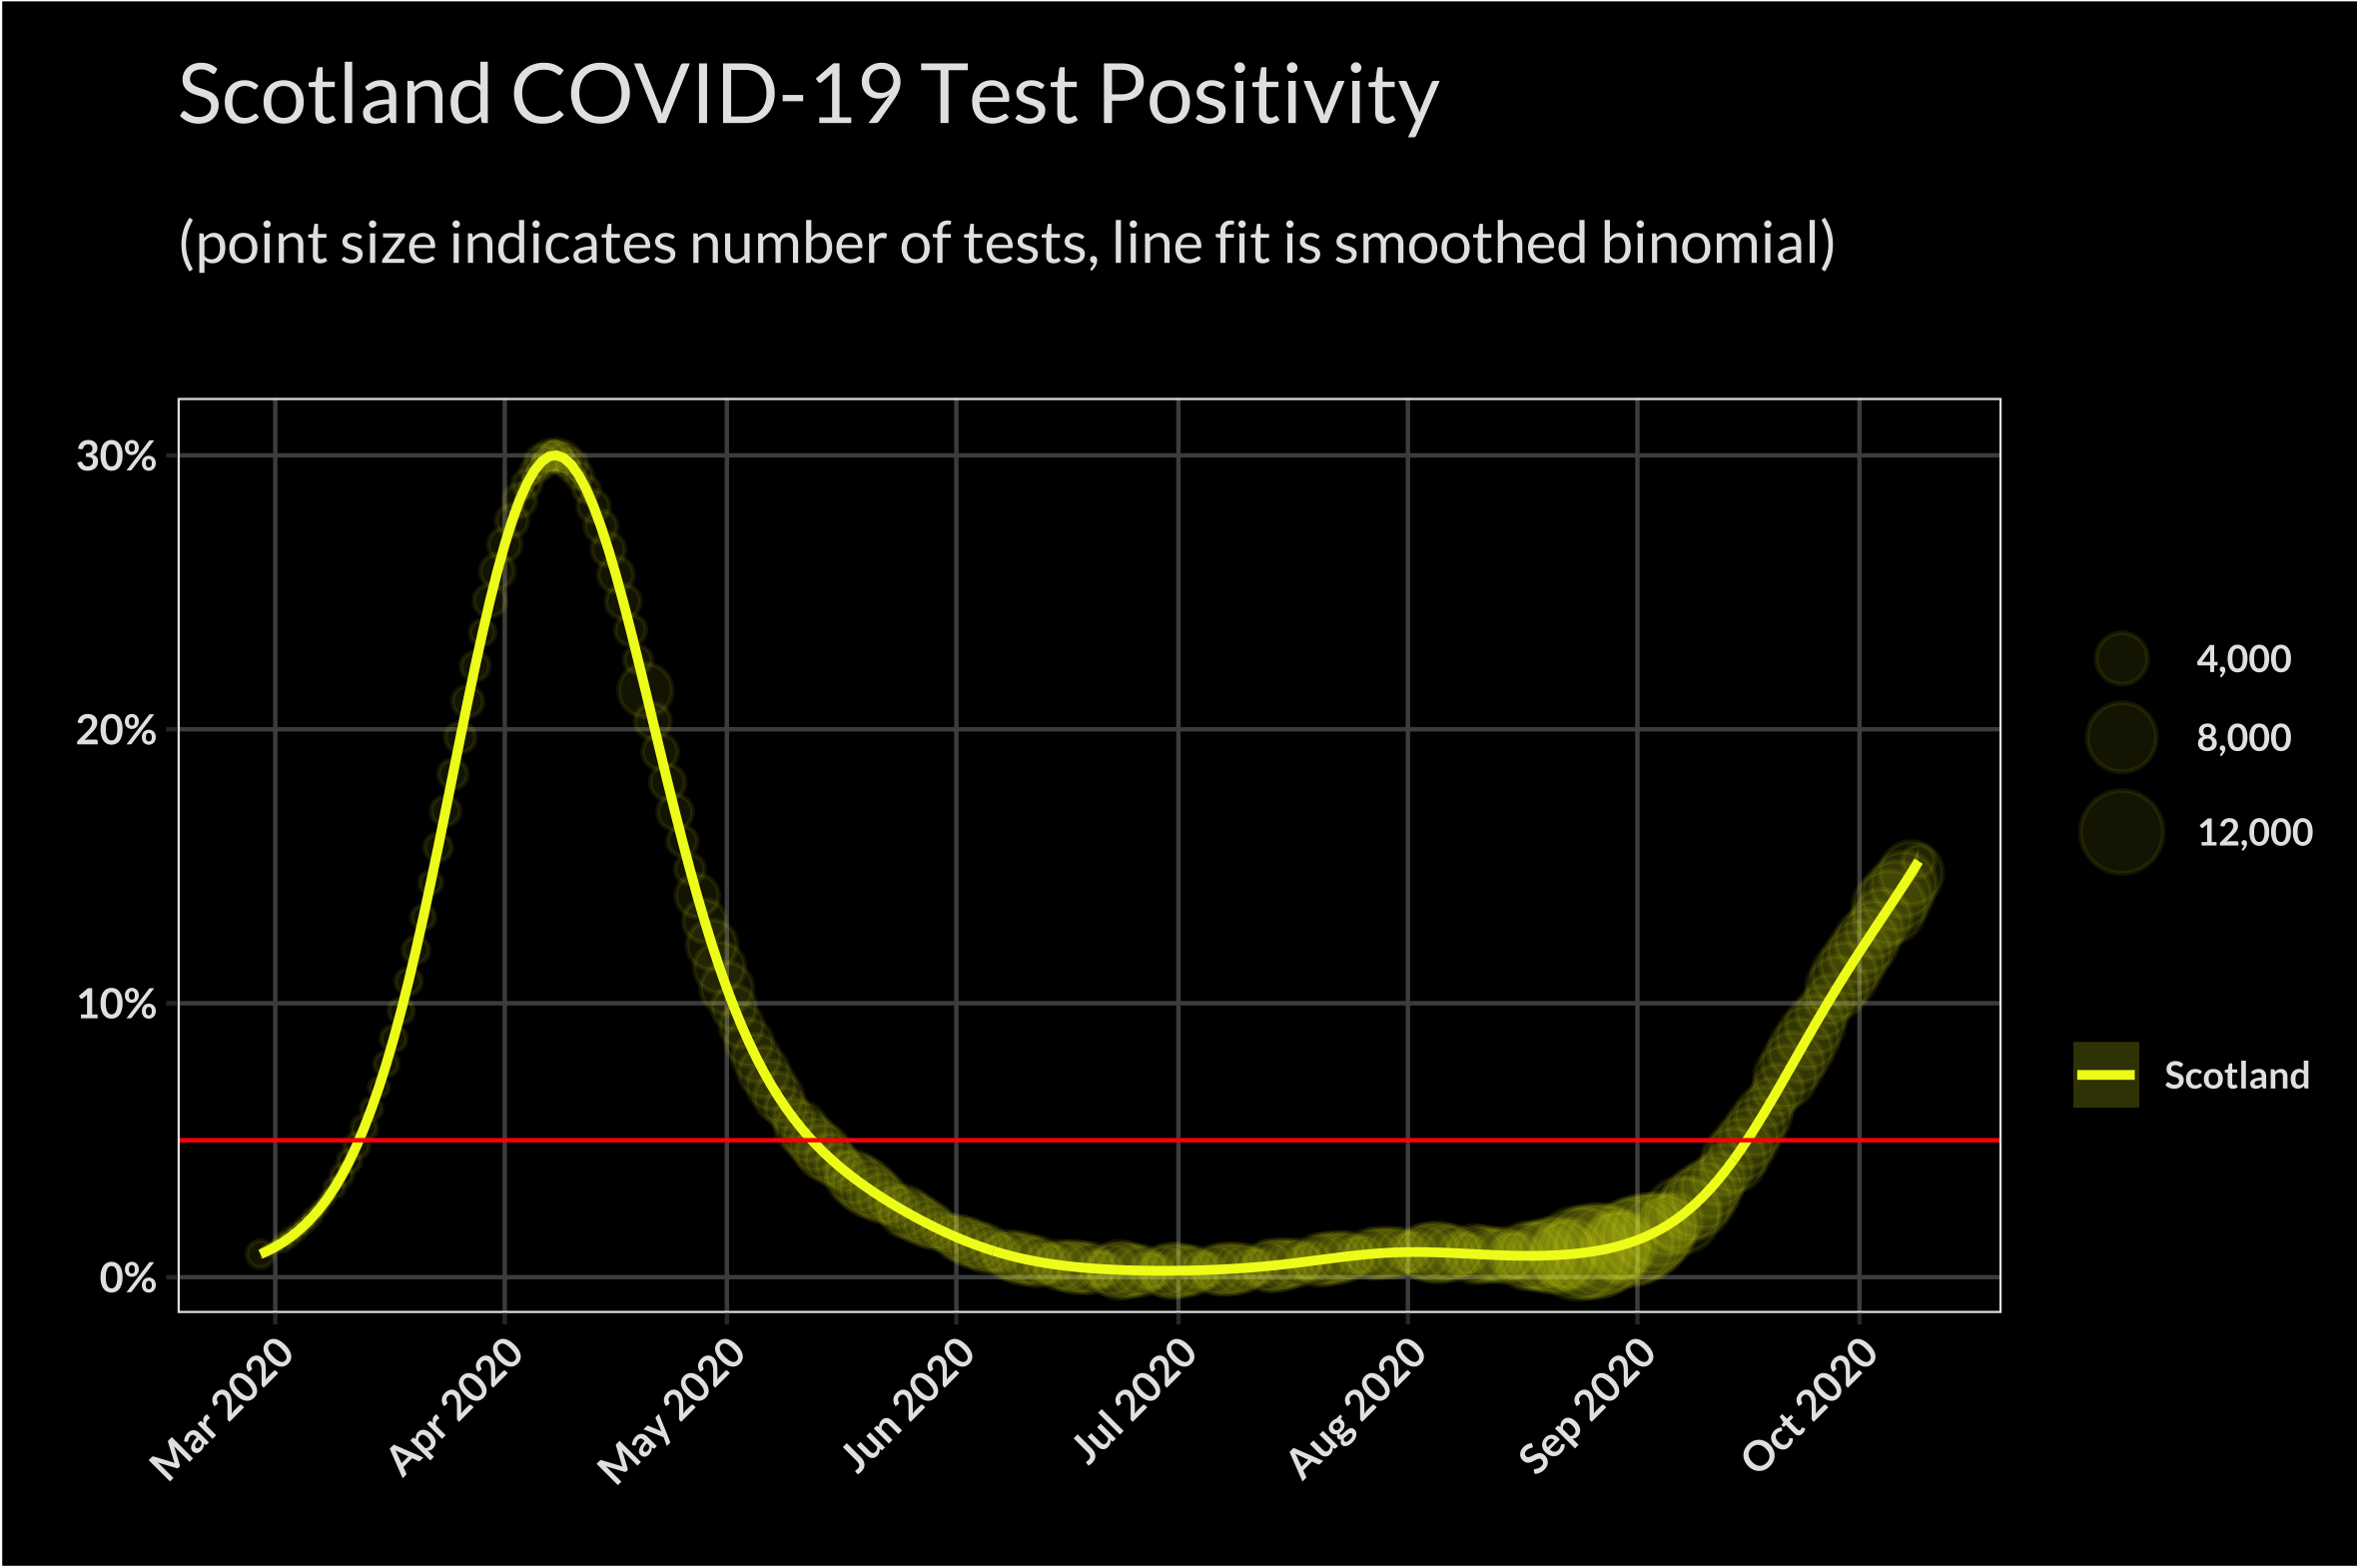 Scotland COVID-19 Test Positivity
(point size indicates number of tests, line fit is smoothed binomial)
30%
20%
10%
0%
Mar 2020
Apr 2020
May 2020
Jun 2020
Jul 2020
Aug 2020
Sep 2020
Oct 2020
4,000
8,000
12,000
Scotland